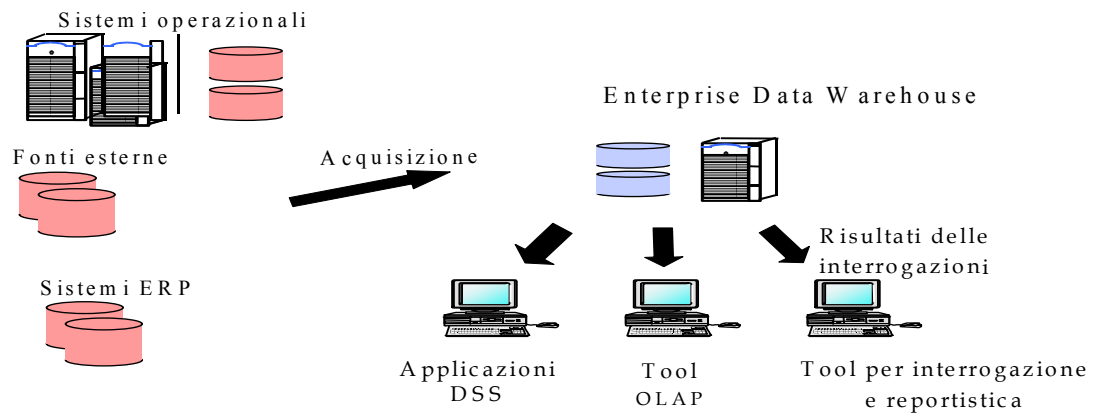 Sistemi operazionali
Enterprise Data Warehouse
Fonti esterne
Acquisizione
Risultati delle
interrogazioni
Sistemi ERP
Applicazioni
DSS
Tool
OLAP
Tool per interrogazione
e reportistica